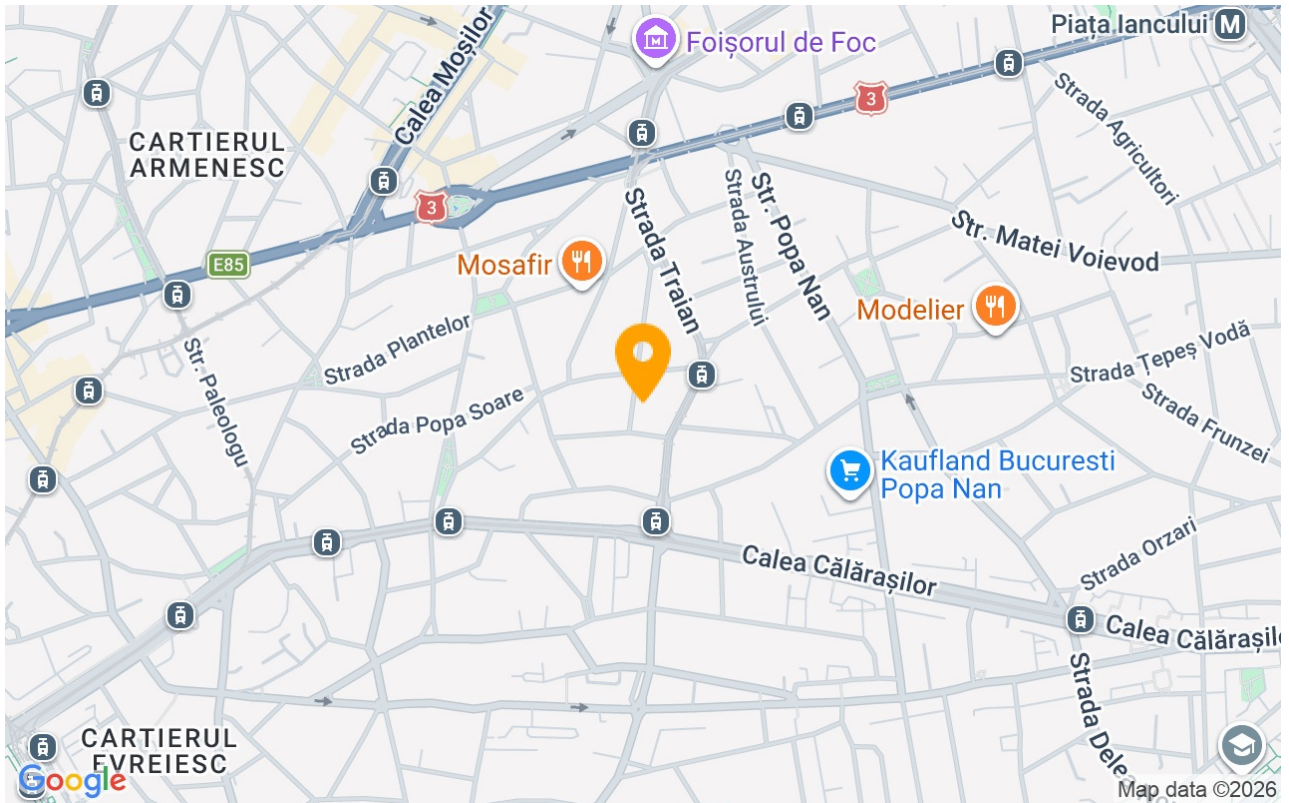 Piața Iancului M
Foișorul de Foc
Calea Moșilor
3
Strada Agricultori
CARTIERUL
ARMENESC
3
Strada Traian
Strada Austrului
Str. Popa Nan
Str. Matei Voievod
E85
Mosafir
Modelier
Strada Plantelor
Str. Paleologu
Strada Țepeș Vodă
Strada Popa Soare
Strada Frunzei
Kaufland Bucuresti
Popa Nan
Strada Orzari
Calea Călărașilor
Calea Călărașilo
Strada Delea
CARTIERUL
EVREIESC
Google
Map data ©2026